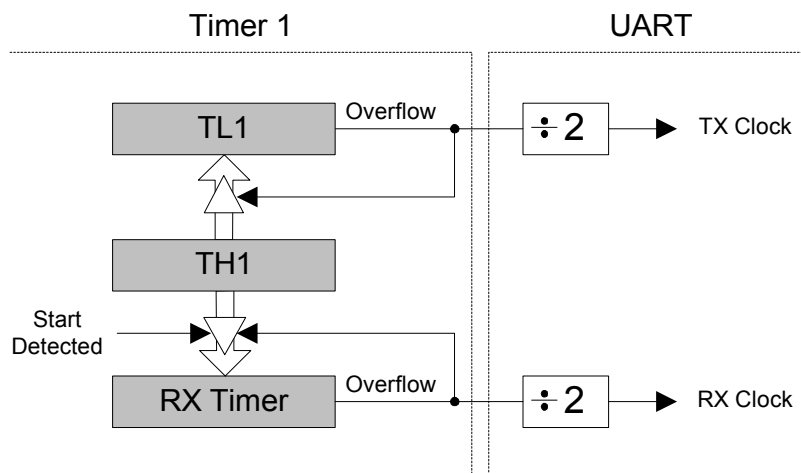 Timer 1
UART
TL1
Overflow
÷ 2
TX Clock
TH1
Start
Detected
RX Timer
Overflow
÷ 2
RX Clock